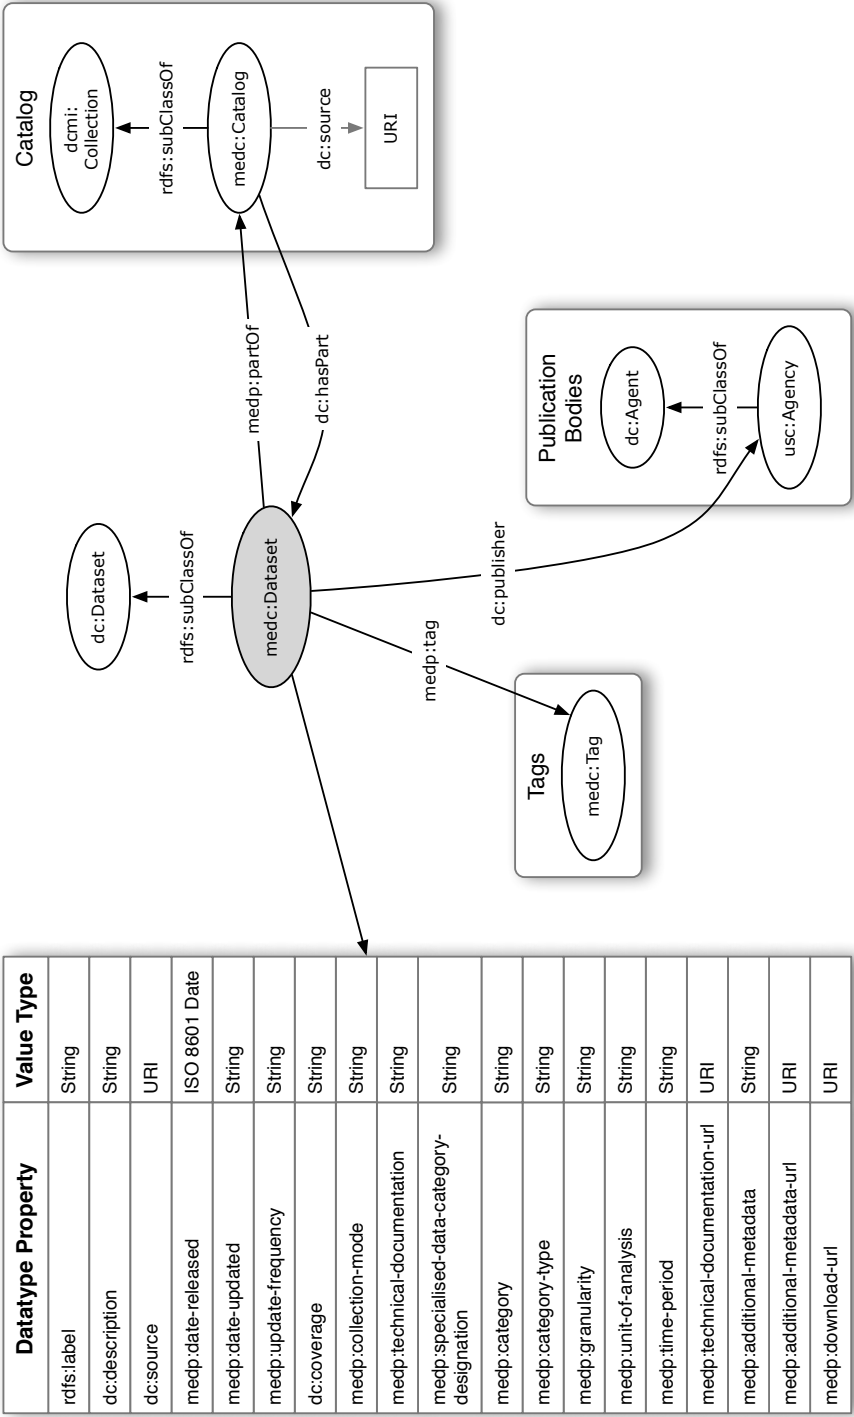 Datatype Property
Value Type
rdfs:label
String
dc:description
String
dc:source
URI
medp:date-released
ISO 8601 Date
medp:date-updated
String
medp:update-frequency
String
dc:coverage
String
medp:collection-mode
String
medp:technical-documentation
String
medp:specialised-data-category-
designation
String
medp:category
String
medp:category-type
String
medp:granularity
String
medp:unit-of-analysis
String
medp:time-period
String
medp:technical-documentation-url
URI
medp:additional-metadata
String
medp:additional-metadata-url
URI
medp:download-url
URI
dc:Dataset
rdfs:subClassOf
medc:Dataset
medp:tag
Tags
medc:Tag
dc:publisher
Publication
Bodies
dc:Agent
rdfs:subClassOf
usc:Agency
medp:partOf
dc:hasPart
Catalog
dcmi:
Collection
rdfs:subClassOf
medc:Catalog
dc:source
URI